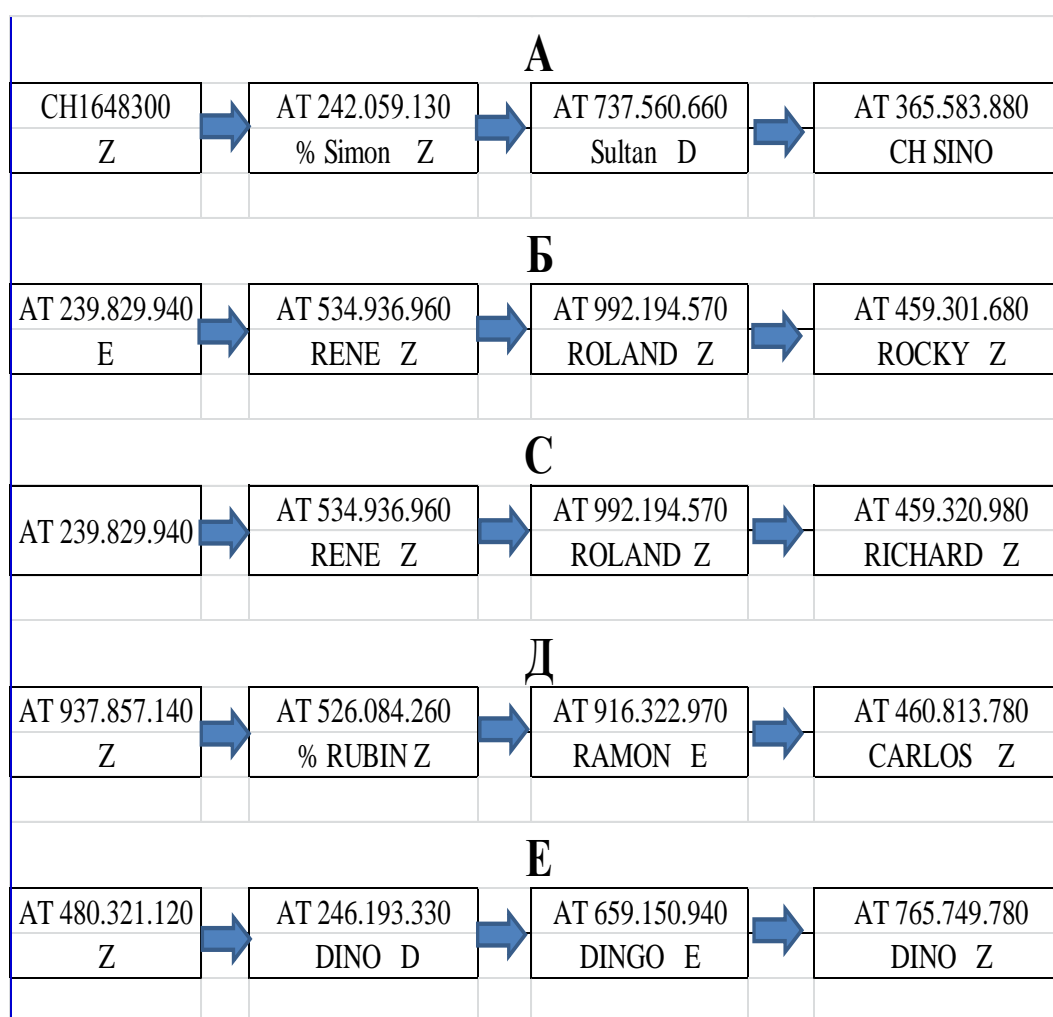 А
CH1648300 AT 242.059.130 AT 737.560.660 AT 365.583.880
Z % Simon Z Sultan D CH SINO
Б
AT 239.829.940 AT 534.936.960 AT 992.194.570 AT 459.301.680
E RENE Z ROLAND Z ROCKY Z
С
AT 239.829.940 AT 534.936.960 AT 992.194.570 AT 459.320.980
RENE Z ROLAND Z RICHARD Z
Д
AT 937.857.140 AT 526.084.260 AT 916.322.970 AT 460.813.780
Z % RUBIN Z RAMON E CARLOS Z
Е
AT 480.321.120 AT 246.193.330 AT 659.150.940 AT 765.749.780
Z DINO D DINGO E DINO Z